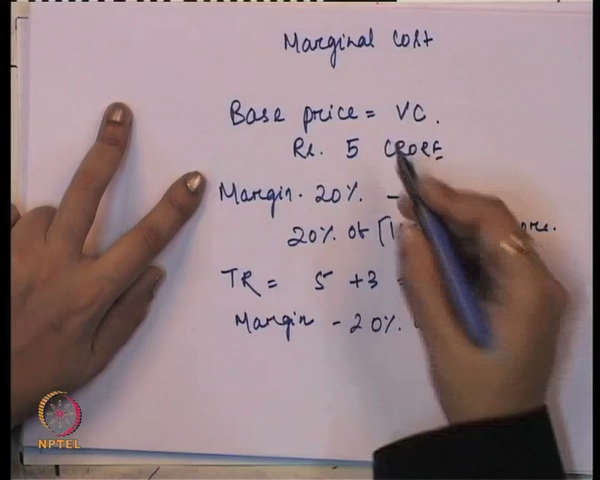 Marginal Cost
Base price = VC.
Rs. 5 CRORE
Margin - 20% -
20% of
TR = 5 + 3
Margin - 20%
NPTEL